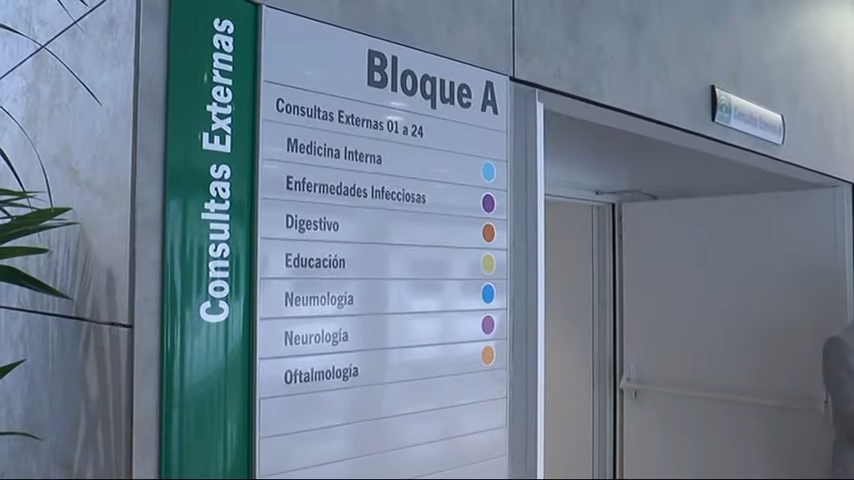 Consultas Externas
Bloque A
Consultas Externas 01 a 24
Medicina Interna
Enfermedades Infecciosas
Digestivo
Educación
Neumología
Neurología
Oftalmología